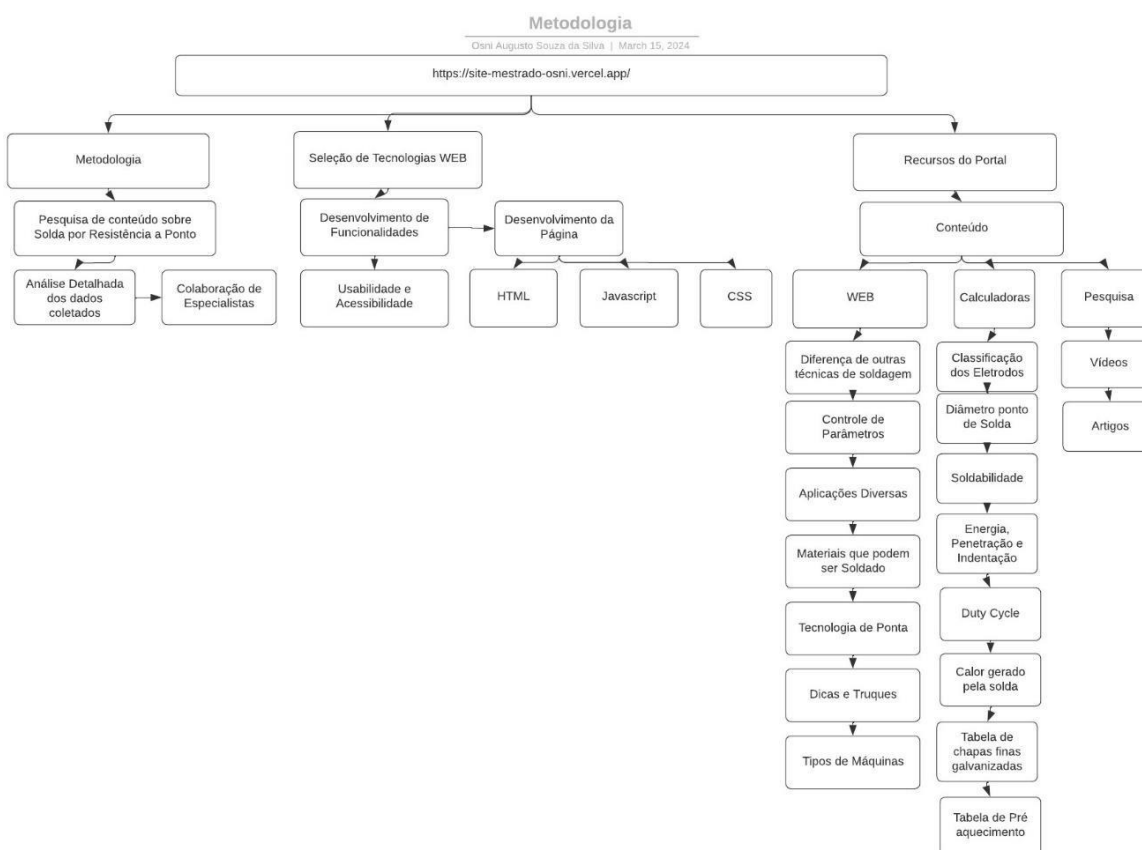 Metodologia
Osni Augusto Souza da Silva | March 15, 2024
https://site-mestrado-osni.vercel.app/
Metodologia
Seleção de Tecnologias WEB
Recursos do Portal
Pesquisa de conteúdo sobre
Solda por Resistência a Ponto
Desenvolvimento de
Funcionalidades
Desenvolvimento da
Página
Conteúdo
Análise Detalhada
dos dados
coletados
Colaboração de
Especialistas
Usabilidade e
Acessibilidade
HTML
Javascript
CSS
WEB
Calculadoras
Pesquisa
Diferença de outras
técnicas de soldagem
Controle de
Parâmetros
Aplicações Diversas
Materiais que podem
ser Soldado
Tecnologia de Ponta
Dicas e Truques
Tipos de Máquinas
Classificação
dos Eletrodos
Diâmetro ponto
de Solda
Soldabilidade
Energia,
Penetração e
Indentação
Duty Cycle
Calor gerado
pela solda
Tabela de
chapas finas
galvanizadas
Tabela de Pré
aquecimento
Vídeos
Artigos